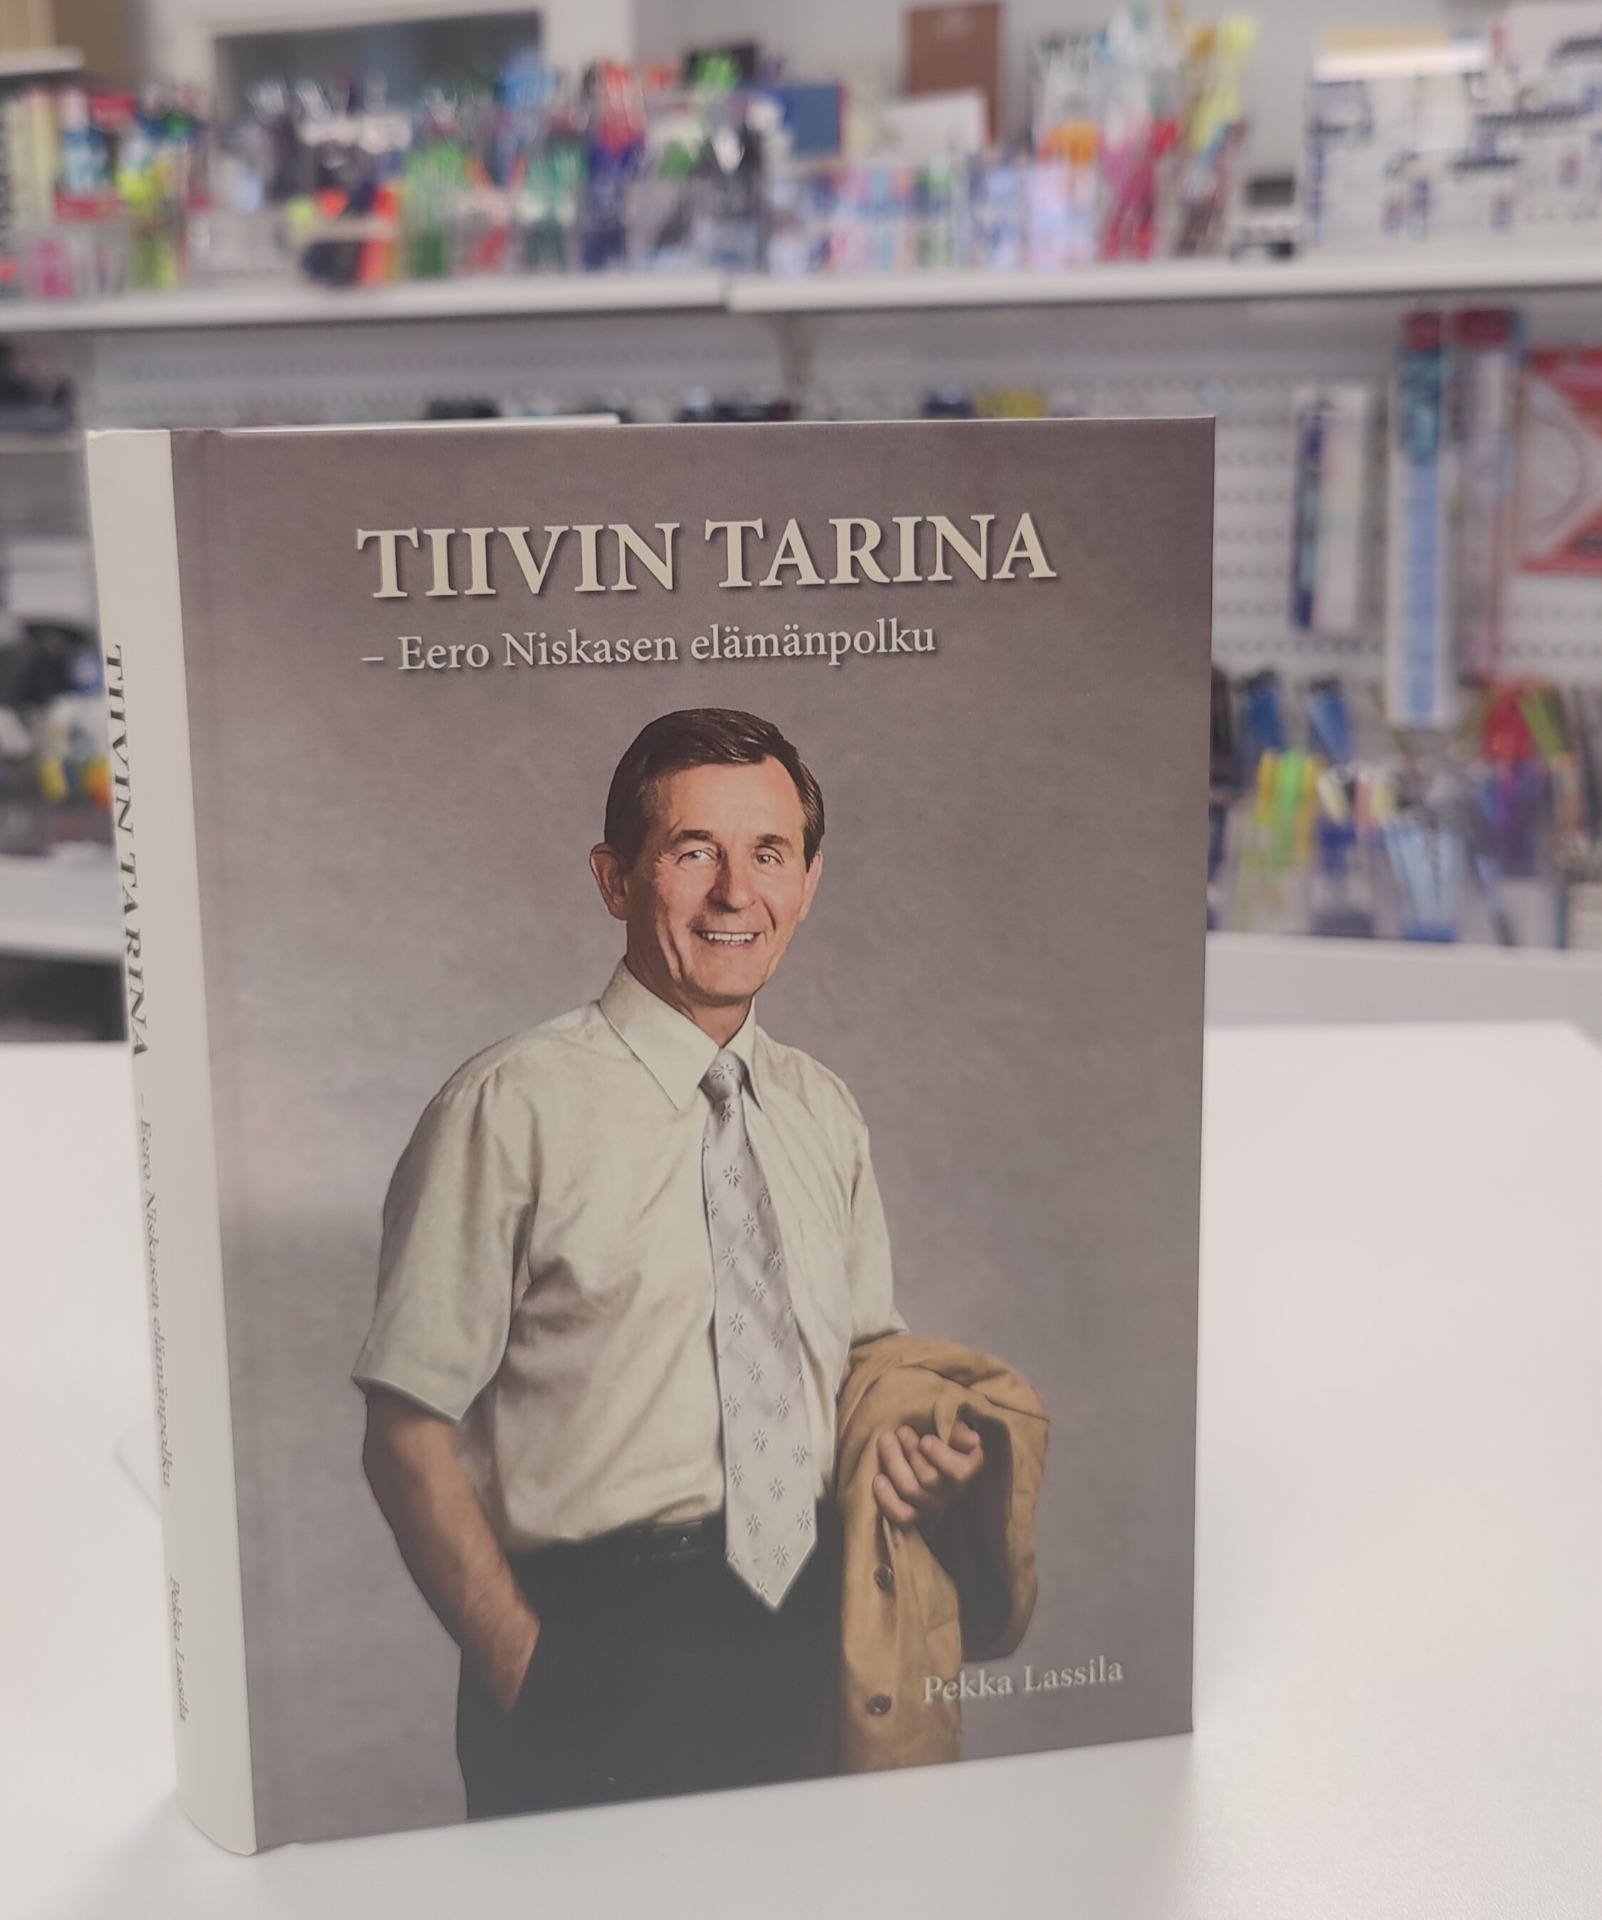 TIIVIN TARINA
– Eero Niskasen elämänpolku
Pekka Lassila
TIIVIN TARINA – Eero Niskasen elämänpolku Pekka Lassila